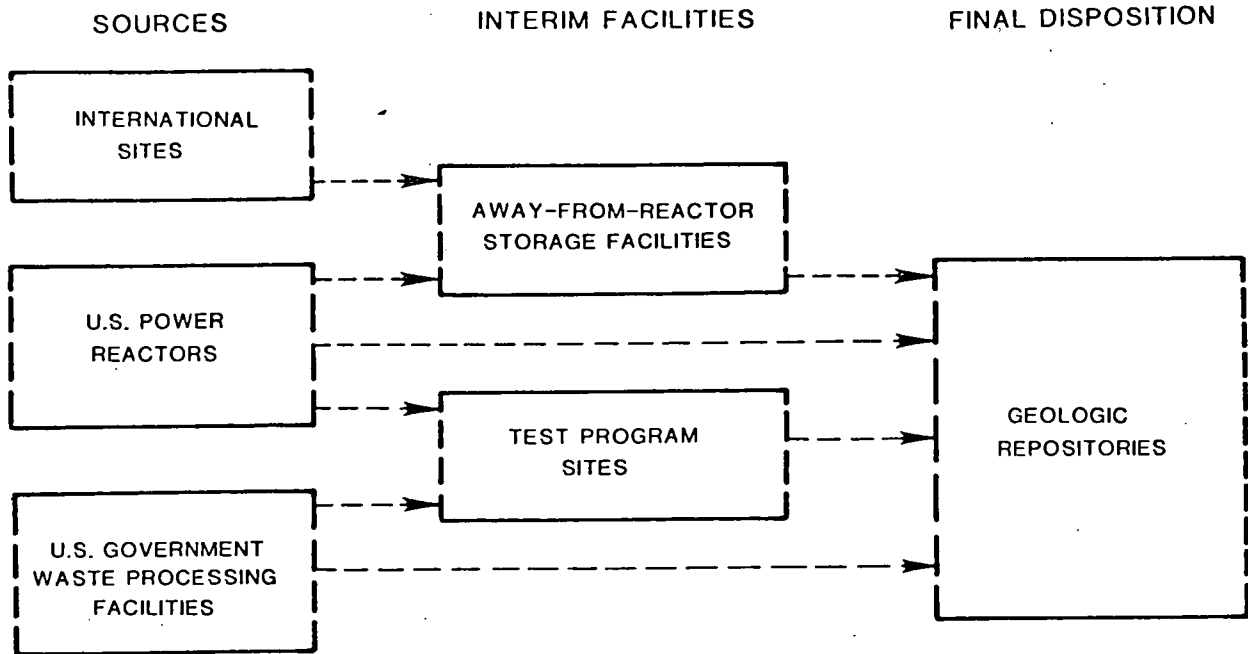 SOURCES
INTERIM FACILITIES
FINAL DISPOSITION
INTERNATIONAL
SITES
AWAY-FROM-REACTOR
STORAGE FACILITIES
U.S. POWER
REACTORS
TEST PROGRAM
SITES
GEOLOGIC
REPOSITORIES
U.S. GOVERNMENT
WASTE PROCESSING
FACILITIES